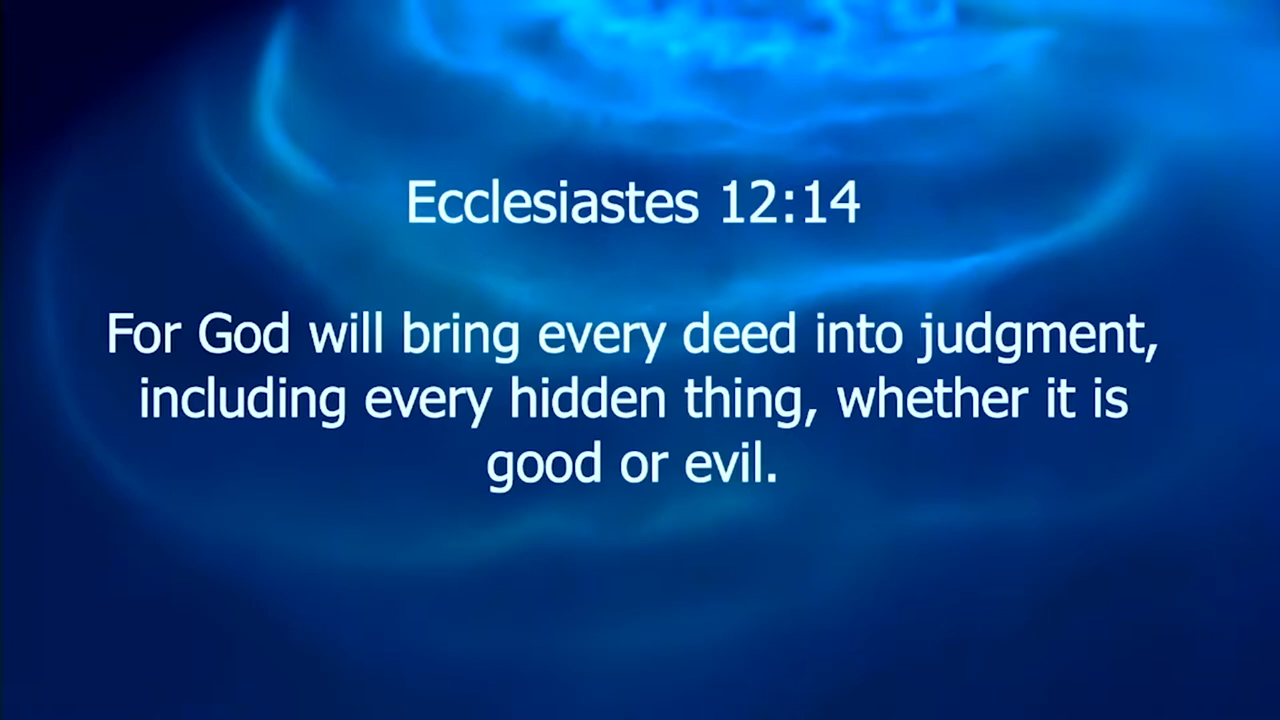 Ecclesiastes 12:14
For God will bring every deed into judgment,
including every hidden thing, whether it is
good or evil.